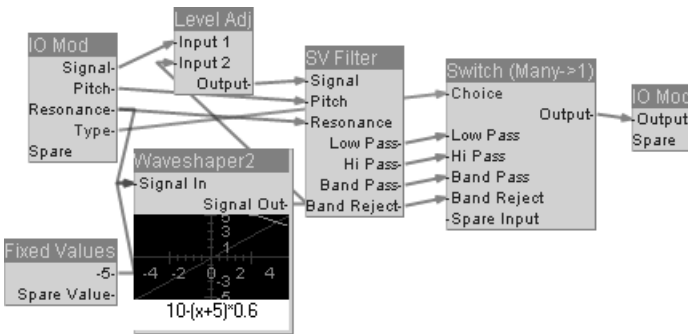 IO Mod
Signal
Pitch
Resonance
Type
Spare
Level Adj
Input 1
Input 2
Output
SV Filter
Signal
Pitch
Resonance
Low Pass
Hi Pass
Band Pass
Band Reject
Switch (Many->1)
Choice
Output
Low Pass
Hi Pass
Band Pass
Band Reject
Spare Input
IO Mod
Output
Spare
Waveshaper2
Signal In
Signal Out
5
3
1
-4 -2 0 2 4
-3
-5
10-(x+5)*0.6
Fixed Values
-5
Spare Value